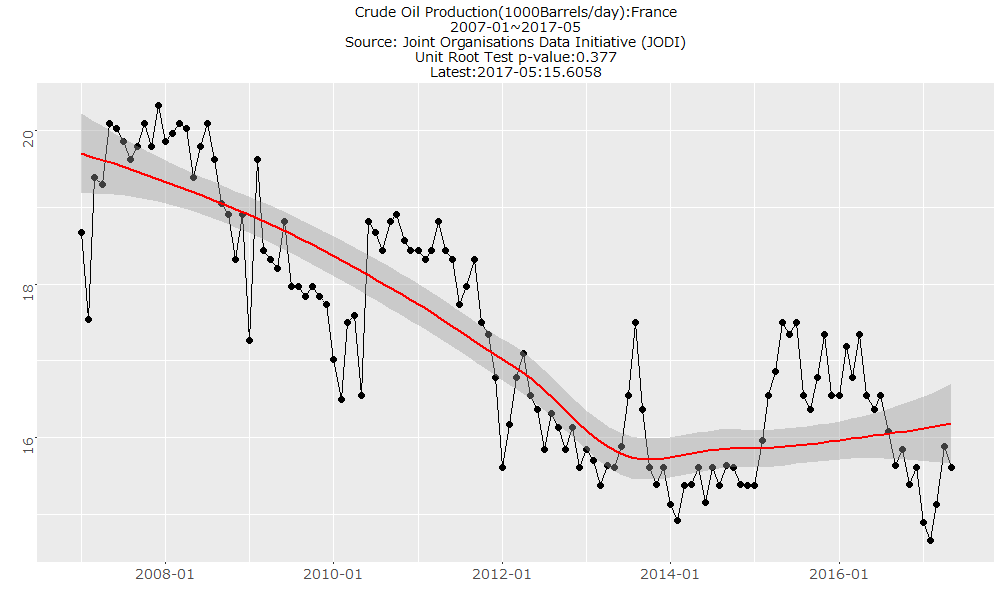 Crude Oil Production(1000Barrels/day):France
2007-01~2017-05
Source: Joint Organisations Data Initiative (JODI)
Unit Root Test p-value:0.377
Latest:2017-05:15.6058
20
18
16
2008-01
2010-01
2012-01
2014-01
2016-01